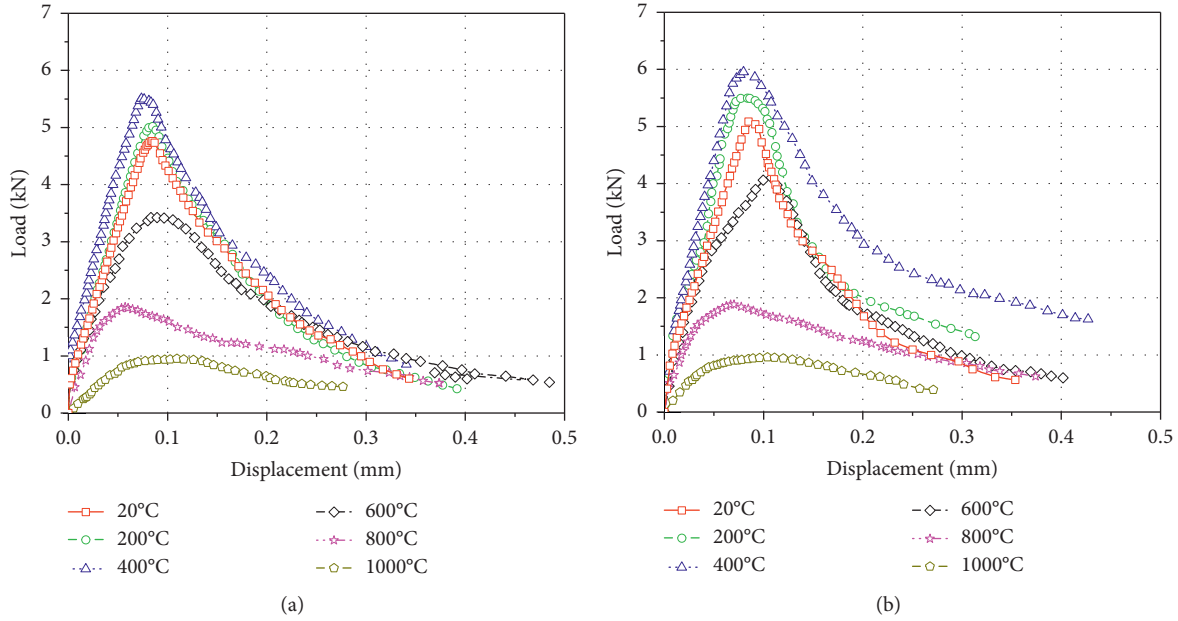 7
6
5
4
3
2
1
0
Load (kN)
0.0 0.1 0.2 0.3 0.4 0.5
Displacement (mm)
20°C
200°C
400°C
600°C
800°C
1000°C
(a)
7
6
5
4
3
2
1
0
Load (kN)
0.0 0.1 0.2 0.3 0.4 0.5
Displacement (mm)
20°C
200°C
400°C
600°C
800°C
1000°C
(b)